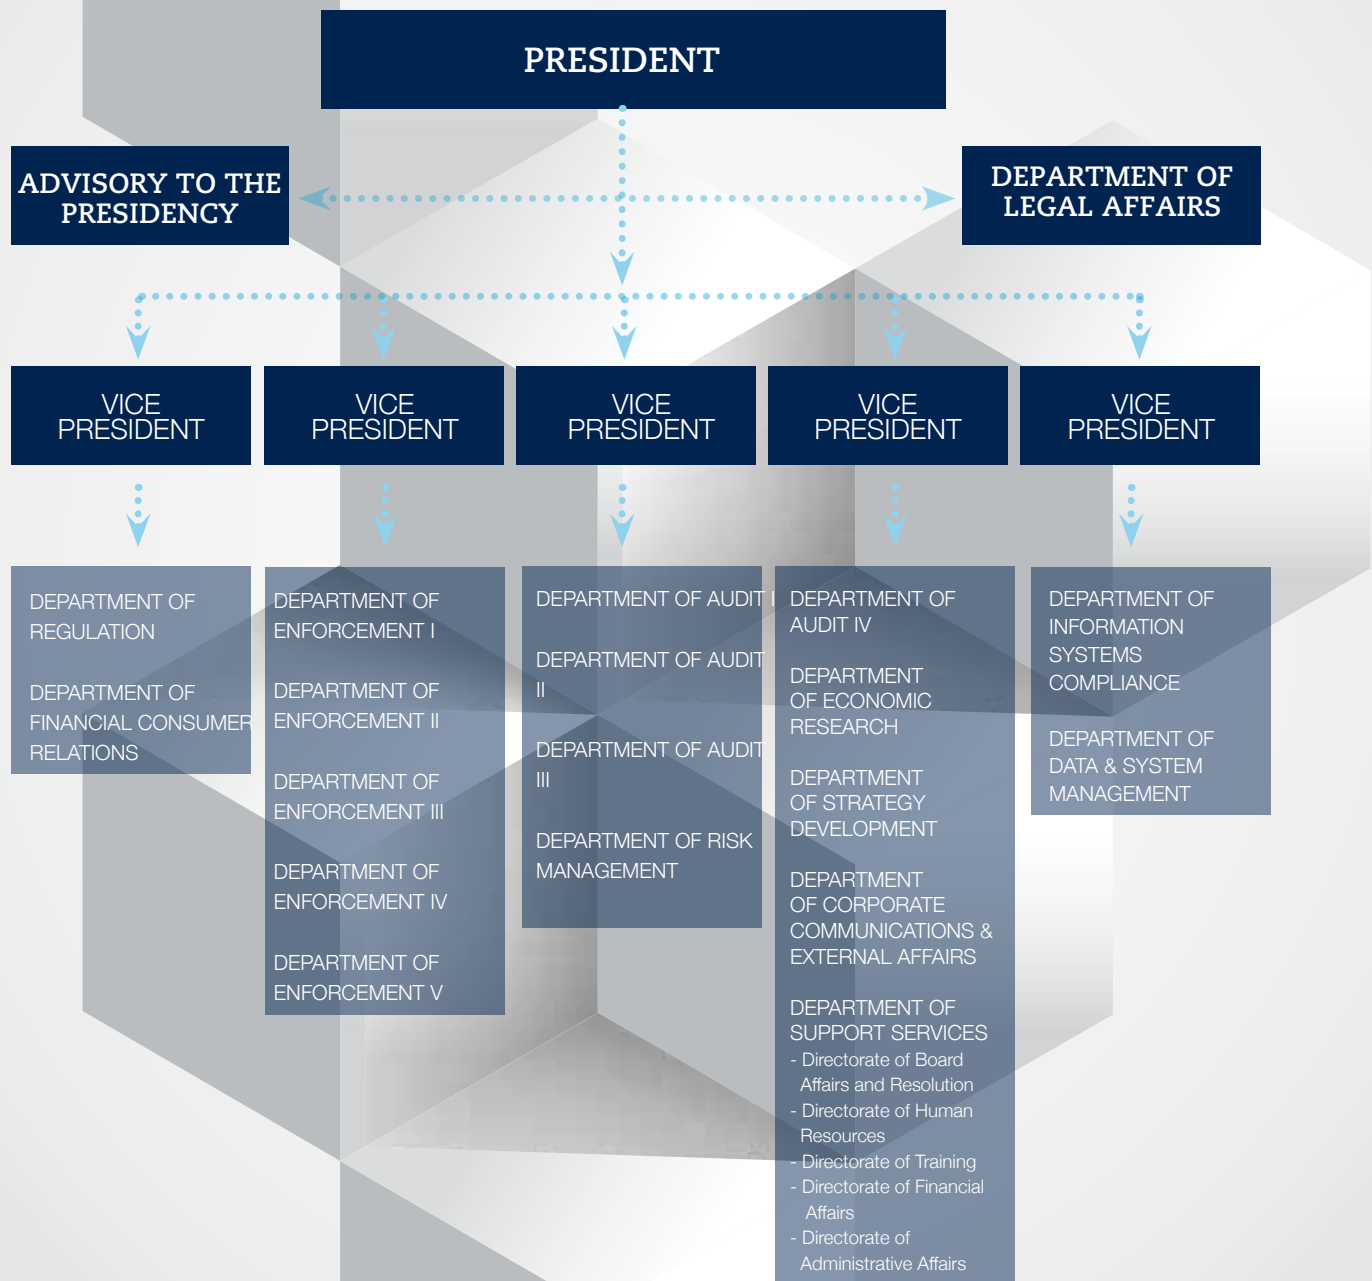 PRESIDENT
ADVISORY TO THE
PRESIDENCY
DEPARTMENT OF
LEGAL AFFAIRS
VICE
PRESIDENT
VICE
PRESIDENT
VICE
PRESIDENT
VICE
PRESIDENT
VICE
PRESIDENT
DEPARTMENT OF
REGULATION
DEPARTMENT OF
FINANCIAL CONSUMER
RELATIONS
DEPARTMENT OF
ENFORCEMENT I
DEPARTMENT OF
ENFORCEMENT II
DEPARTMENT OF
ENFORCEMENT III
DEPARTMENT OF
ENFORCEMENT IV
DEPARTMENT OF
ENFORCEMENT V
DEPARTMENT OF AUDIT I
DEPARTMENT OF AUDIT
II
DEPARTMENT OF AUDIT
III
DEPARTMENT OF RISK
MANAGEMENT
DEPARTMENT OF
AUDIT IV
DEPARTMENT
OF ECONOMIC
RESEARCH
DEPARTMENT
OF STRATEGY
DEVELOPMENT
DEPARTMENT
OF CORPORATE
COMMUNICATIONS &
EXTERNAL AFFAIRS
DEPARTMENT OF
SUPPORT SERVICES
- Directorate of Board
Affairs and Resolution
- Directorate of Human
Resources
- Directorate of Training
- Directorate of Financial
Affairs
- Directorate of
Administrative Affairs
DEPARTMENT OF
INFORMATION
SYSTEMS
COMPLIANCE
DEPARTMENT OF
DATA & SYSTEM
MANAGEMENT